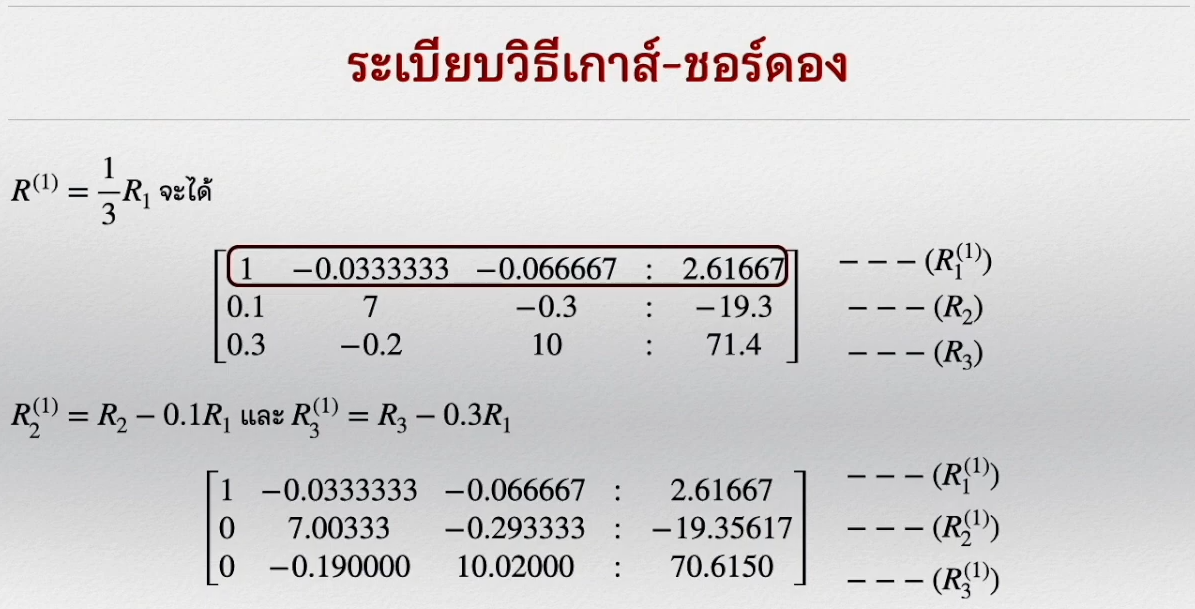 ระเบียบวิธีเกาส์-ชอร์ดอง
R^{(1)} = \frac{1}{3}R_1 จะได้
[ 1 −0.0333333 −0.066667 : 2.61667 ] −−−(R_1^{(1)})
[ 0.1 7 −0.3 : −19.3 ] −−−(R_2)
[ 0.3 −0.2 10 : 71.4 ] −−−(R_3)
R_2^{(1)} = R_2 − 0.1R_1 และ R_3^{(1)} = R_3 − 0.3R_1
[ 1 −0.0333333 −0.066667 : 2.61667 ] −−−(R_1^{(1)})
[ 0 7.00333 −0.293333 : −19.35617 ] −−−(R_2^{(1)})
[ 0 −0.190000 10.02000 : 70.6150 ] −−−(R_3^{(1)})